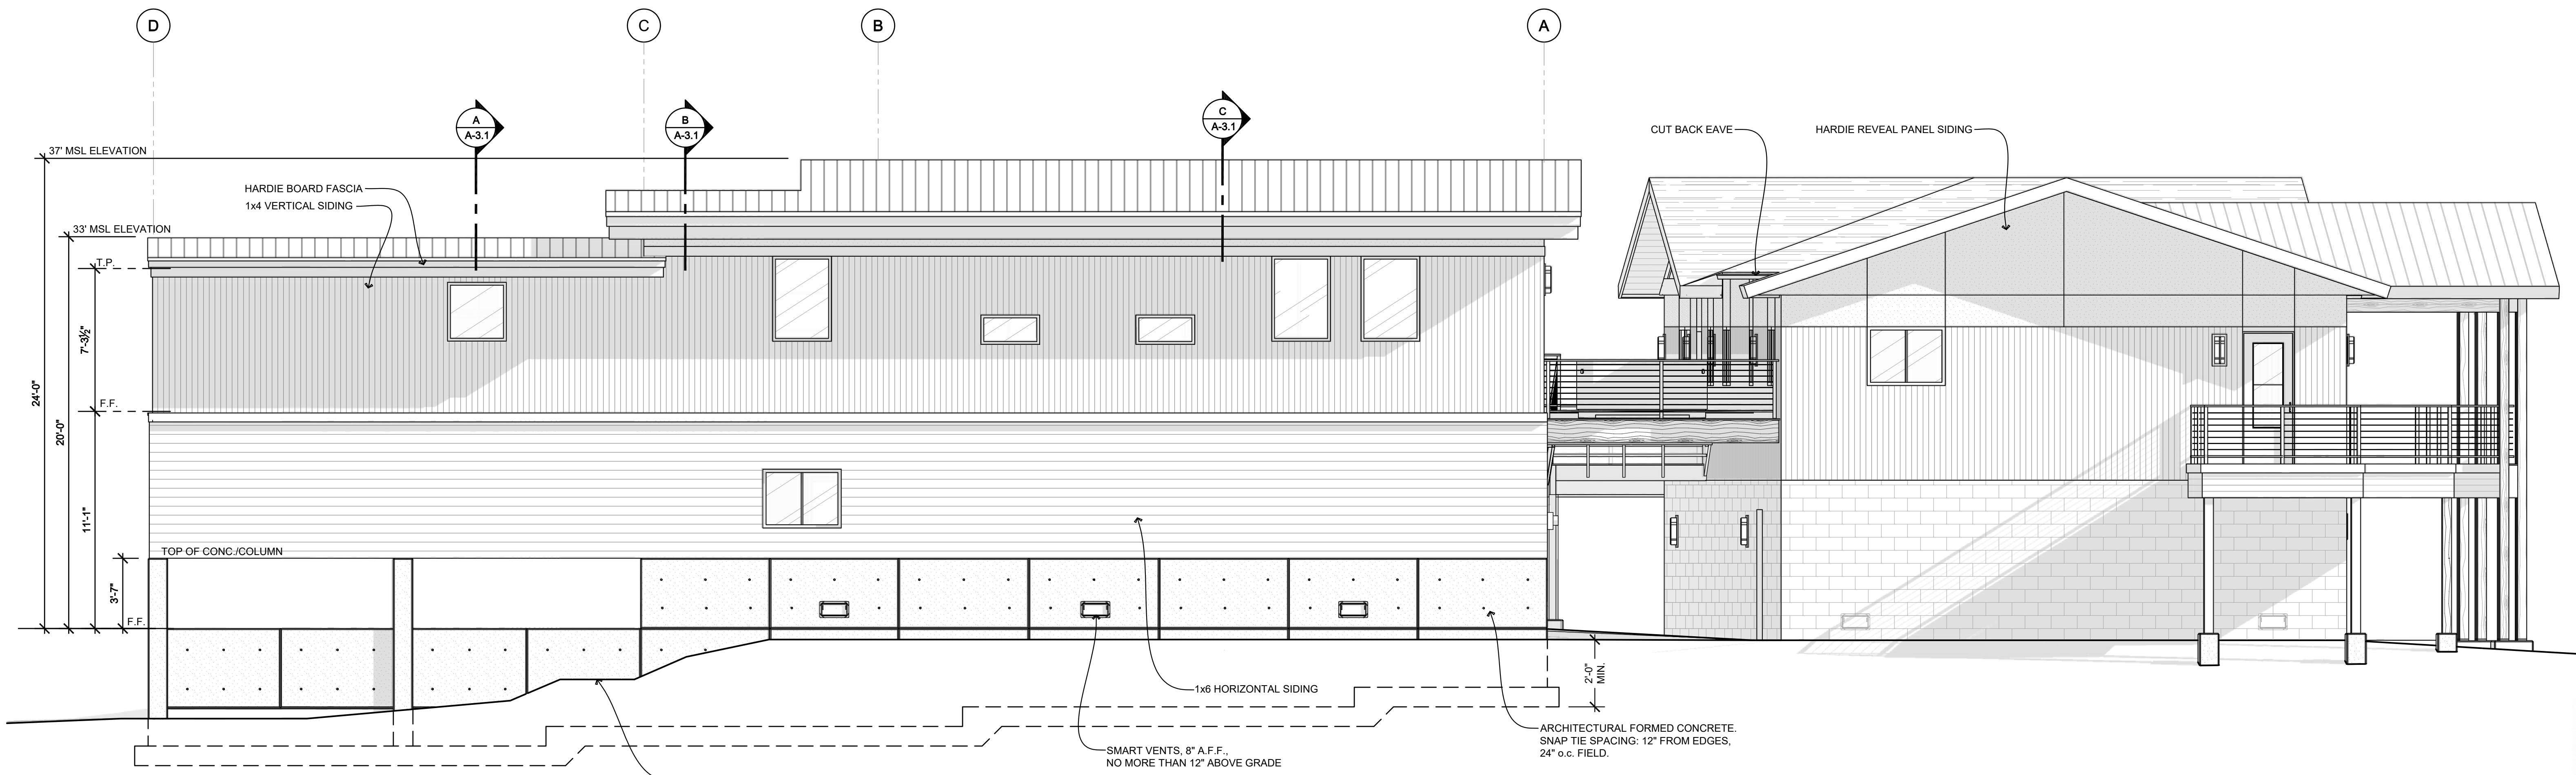 D
C
B
A
A
A-3.1
B
A-3.1
C
A-3.1
CUT BACK EAVE
HARDIE REVEAL PANEL SIDING
37' MSL ELEVATION
HARDIE BOARD FASCIA
1x4 VERTICAL SIDING
33' MSL ELEVATION
T.P.
7'-3½"
24'-0"
F.F.
20'-0"
11'-1"
TOP OF CONC./COLUMN
3'-7"
F.F.
2'-0"
MIN.
1x6 HORIZONTAL SIDING
ARCHITECTURAL FORMED CONCRETE.
SNAP TIE SPACING: 12" FROM EDGES,
24" o.c. FIELD.
SMART VENTS, 8" A.F.F.,
NO MORE THAN 12" ABOVE GRADE